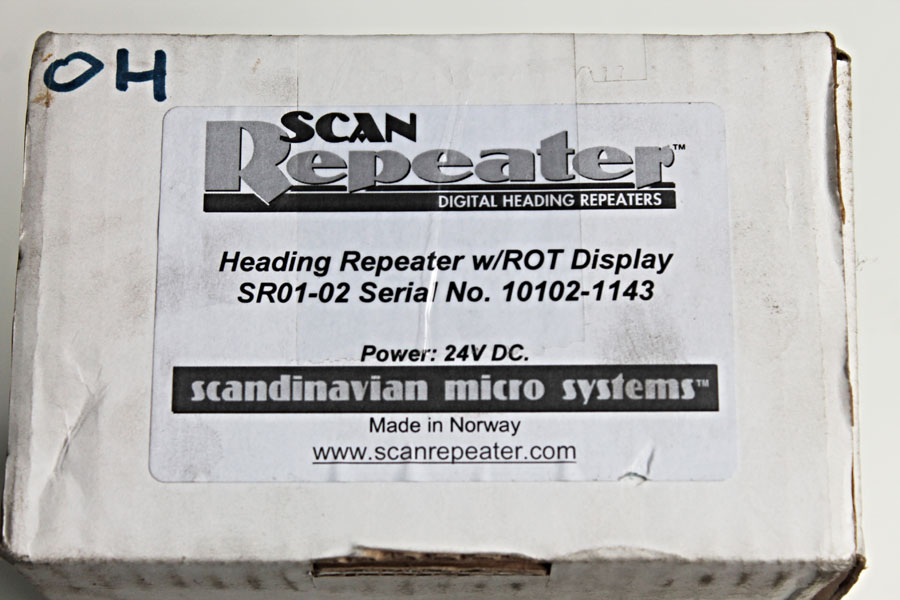 OH
SCAN
Repeater™
DIGITAL HEADING REPEATERS
Heading Repeater w/ROT Display
SR01-02 Serial No. 10102-1143
Power: 24V DC.
scandinavian micro systems™
Made in Norway
www.scanrepeater.com